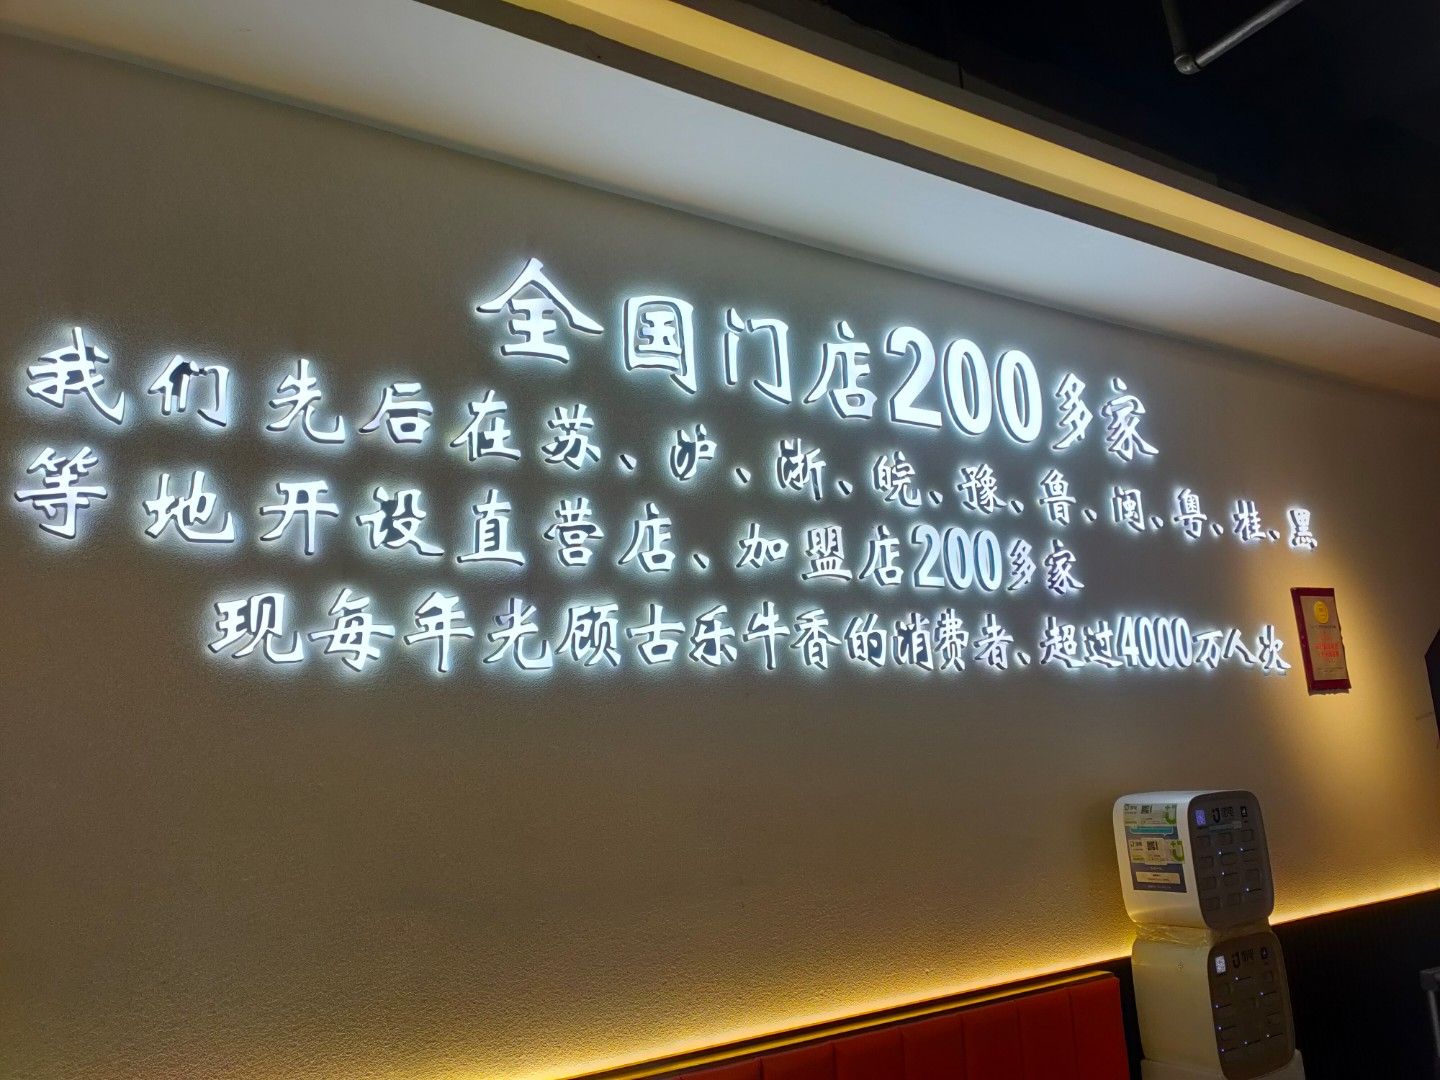 全国门店200多家
我们先后在苏、沪、浙、皖、豫、鲁、闽、粤、桂、黑
等地开设直营店、加盟店200多家
现每年光顾古乐牛香的消费者、超过4000万人次